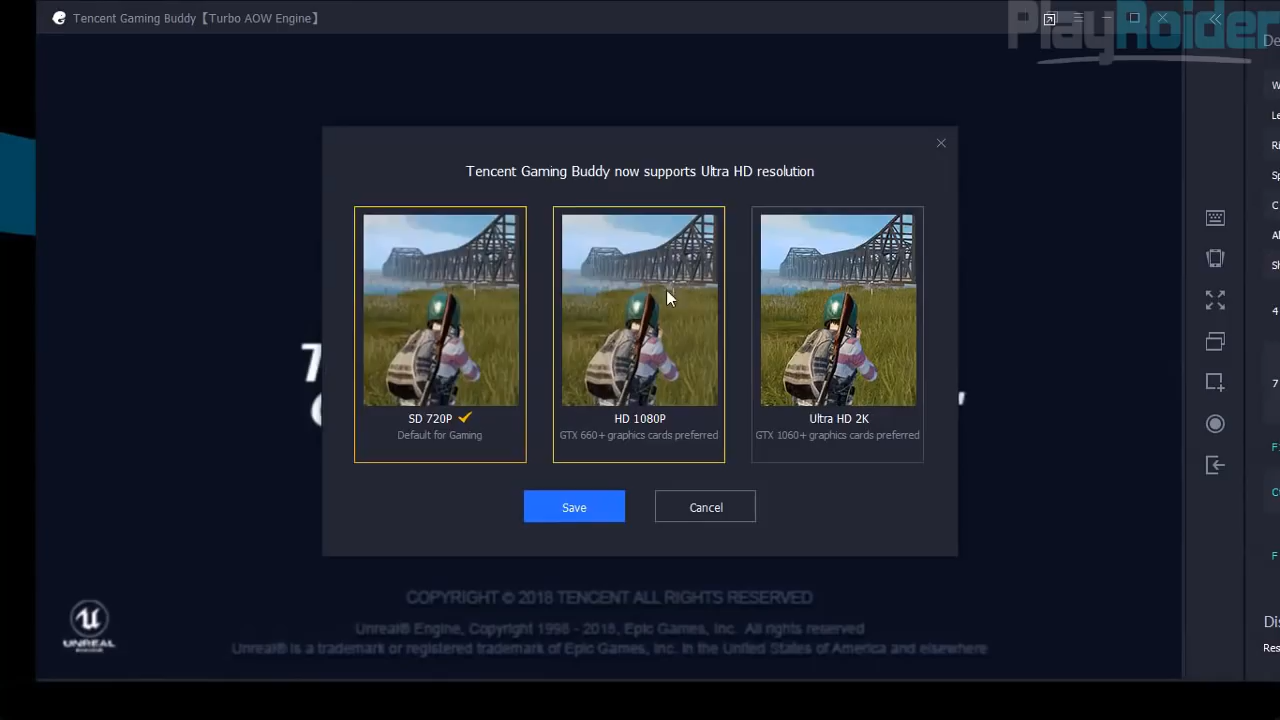 Tencent Gaming Buddy【Turbo AOW Engine】
PlayRoider
Tencent Gaming Buddy now supports Ultra HD resolution
SD 720P
Default for Gaming
HD 1080P
GTX 660+ graphics cards preferred
Ultra HD 2K
GTX 1060+ graphics cards preferred
Save
Cancel
COPYRIGHT © 2018 TENCENT ALL RIGHTS RESERVED
Unreal® Engine, Copyright 1998 - 2018, Epic Games, Inc. All rights reserved
Unreal® is a trademark or registered trademark of Epic Games, Inc. in the United States of America and elsewhere
UNREAL